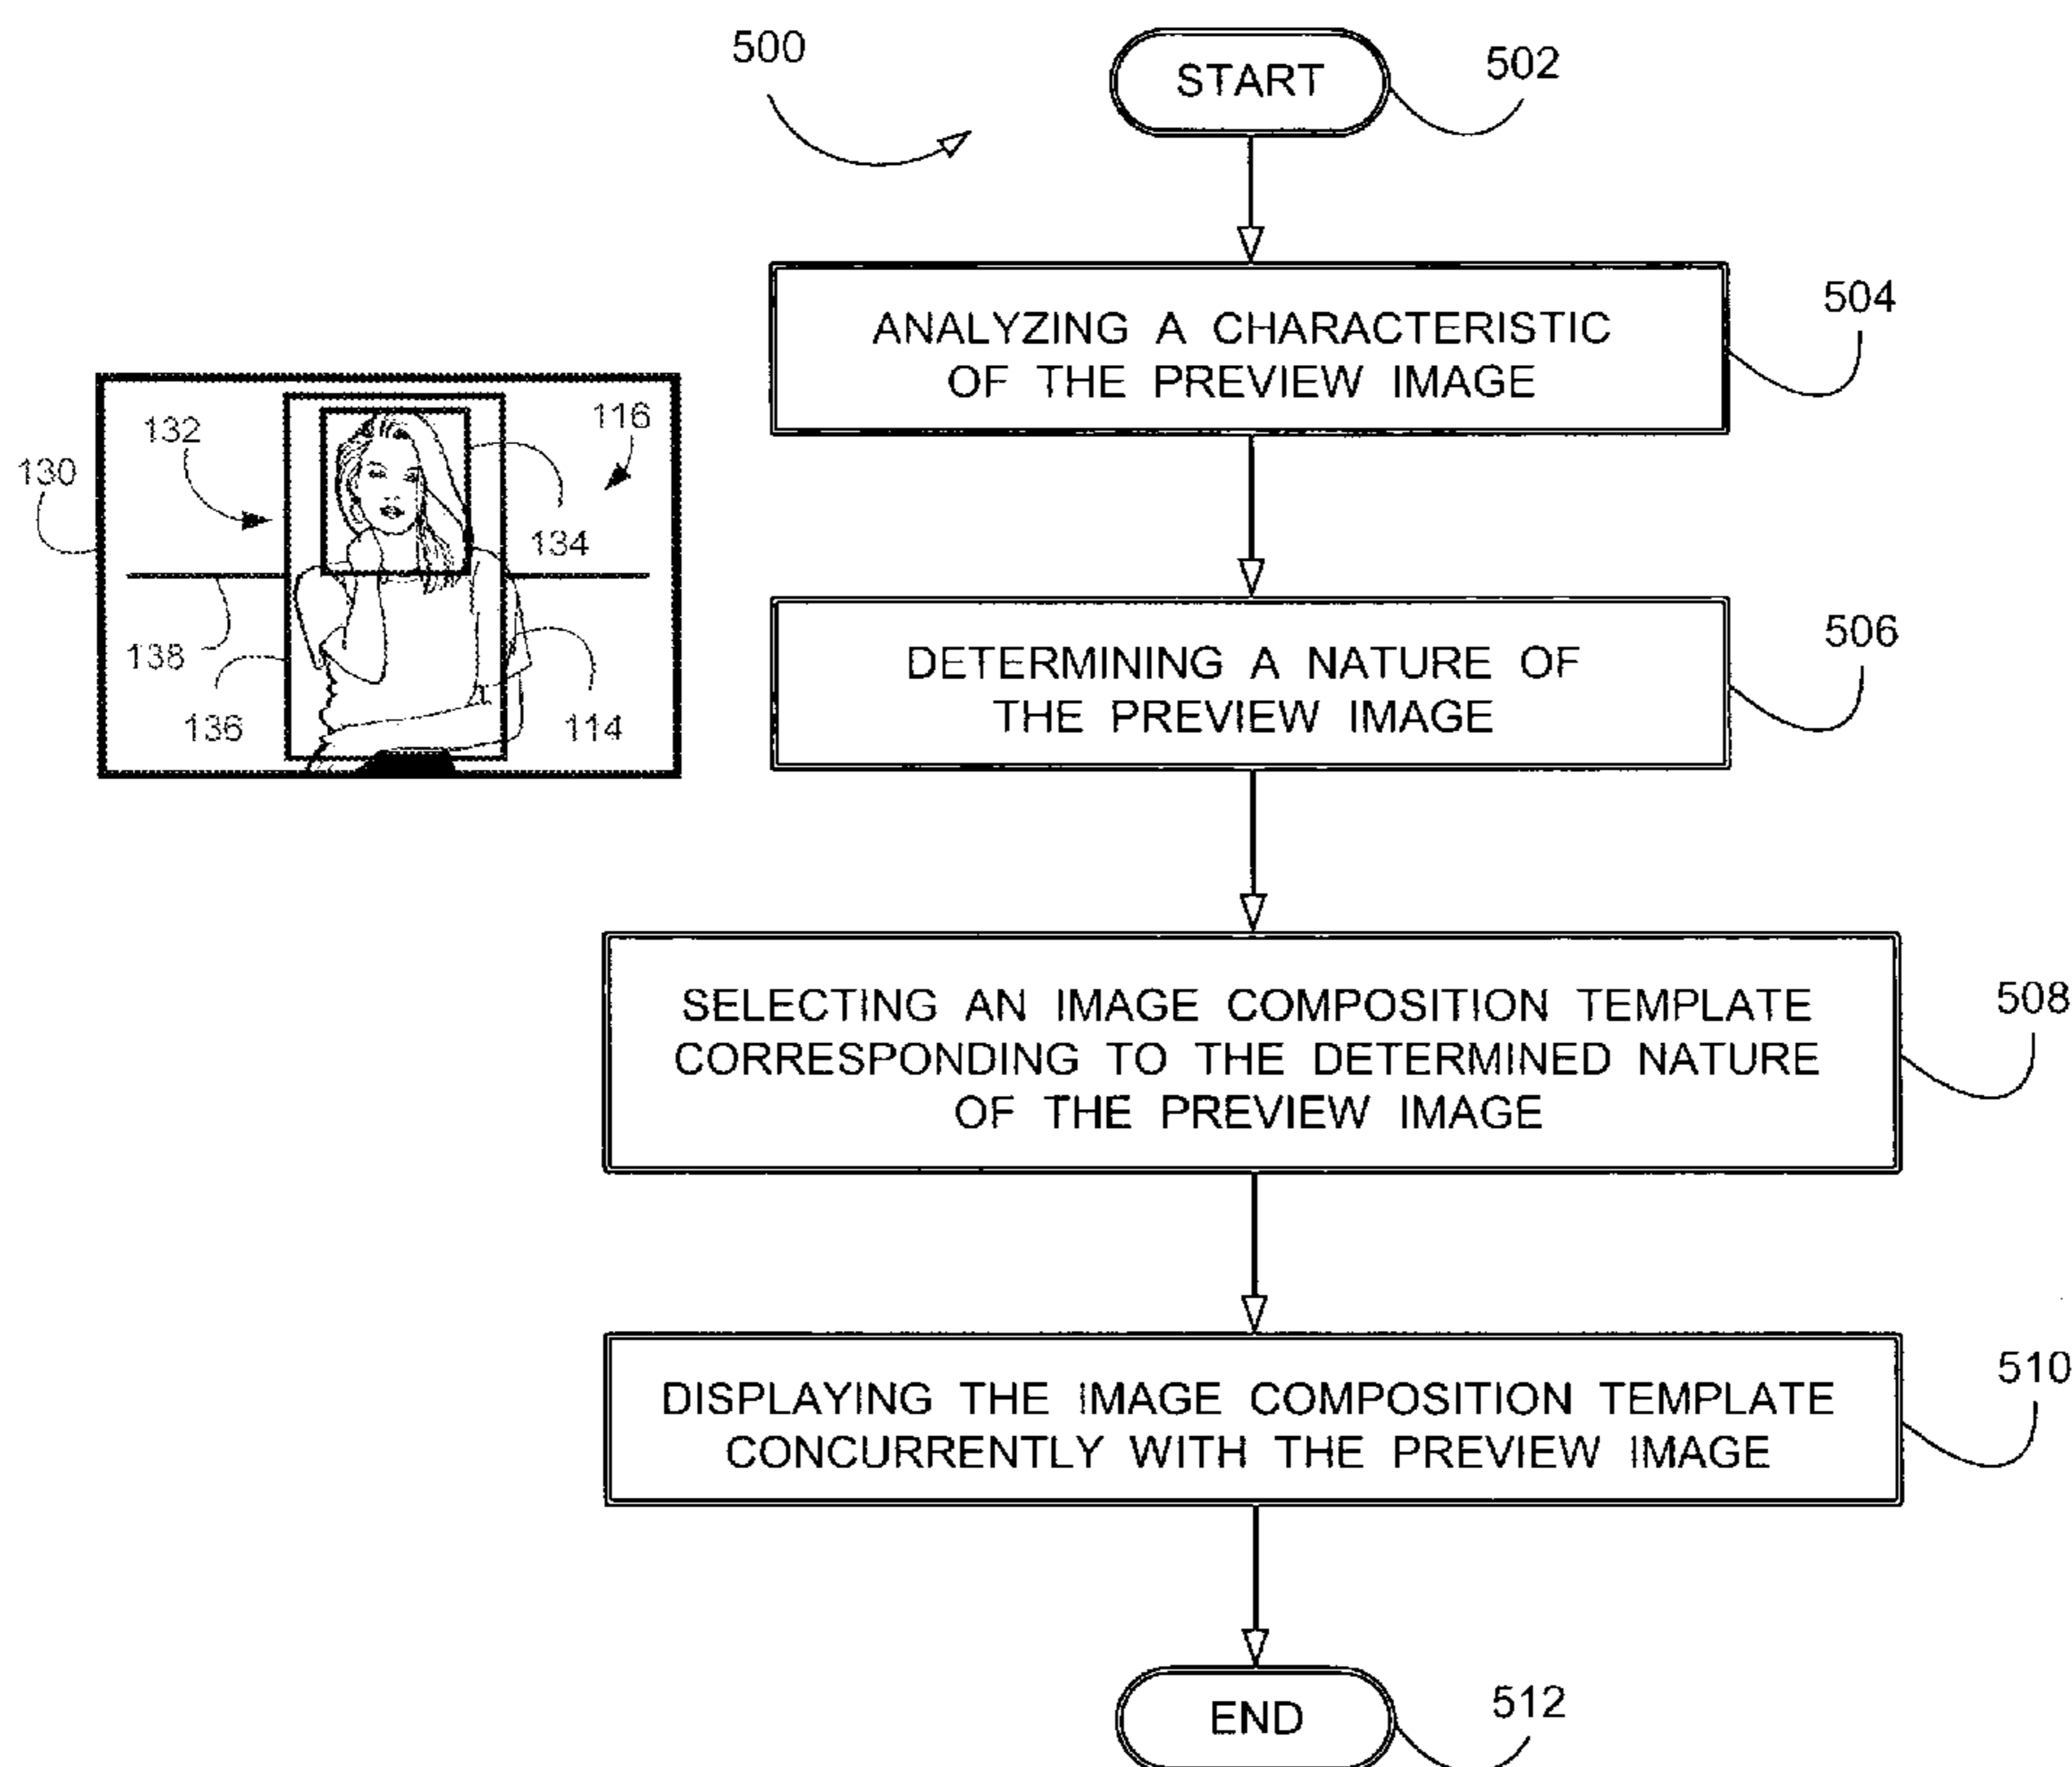 500
START
502
ANALYZING A CHARACTERISTIC
OF THE PREVIEW IMAGE
504
132
116
130
134
138
136
114
DETERMINING A NATURE OF
THE PREVIEW IMAGE
506
SELECTING AN IMAGE COMPOSITION TEMPLATE
CORRESPONDING TO THE DETERMINED NATURE
OF THE PREVIEW IMAGE
508
DISPLAYING THE IMAGE COMPOSITION TEMPLATE
CONCURRENTLY WITH THE PREVIEW IMAGE
510
END
512